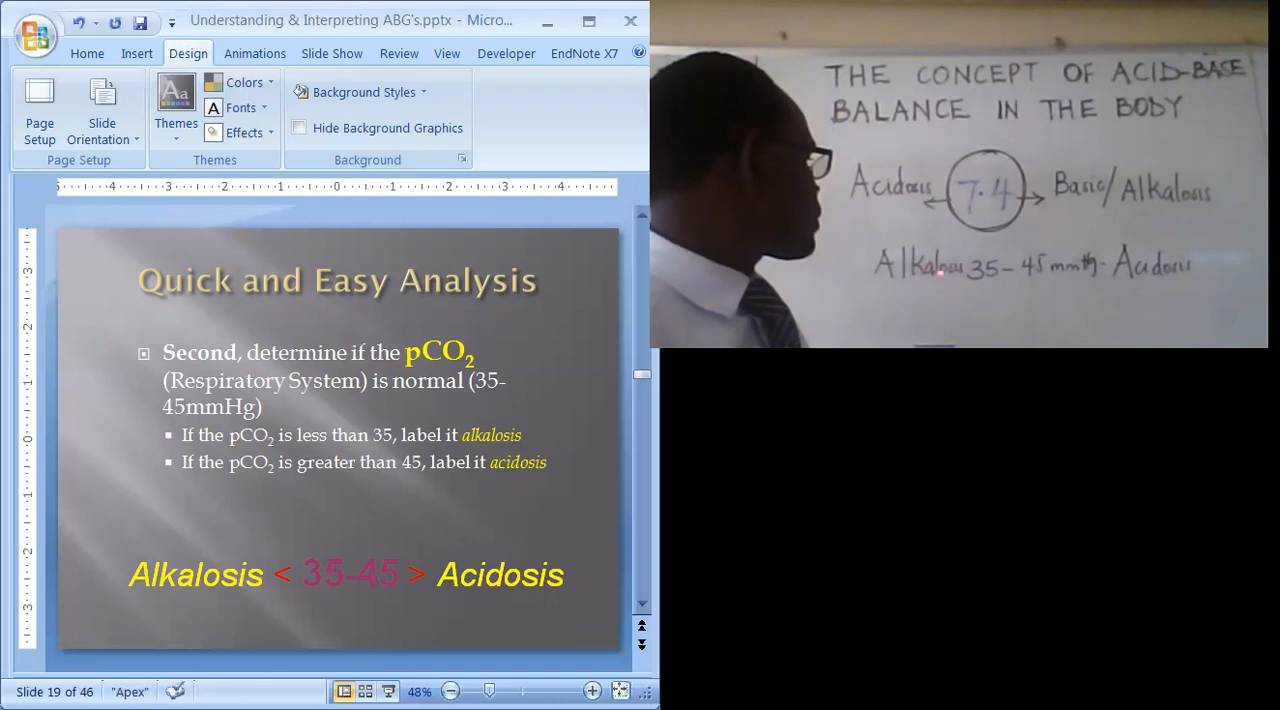 Understanding & Interpreting ABG's.pptx - Micro...
Home Insert Design Animations Slide Show Review View Developer EndNote X7
Page Setup
Slide Orientation
Themes
Colors
Fonts
Effects
Background Styles
Hide Background Graphics
Page Setup Themes Background
Quick and Easy Analysis
Second, determine if the pCO2
(Respiratory System) is normal (35-
45mmHg)
If the pCO2 is less than 35, label it alkalosis
If the pCO2 is greater than 45, label it acidosis
Alkalosis < 35-45 > Acidosis
Slide 19 of 46 "Apex" 48%
THE CONCEPT OF ACID-BASE
BALANCE IN THE BODY
Acidosis 7.4 Basic/Alkalosis
Alkalosis 35-45 mmHg- Acidosis